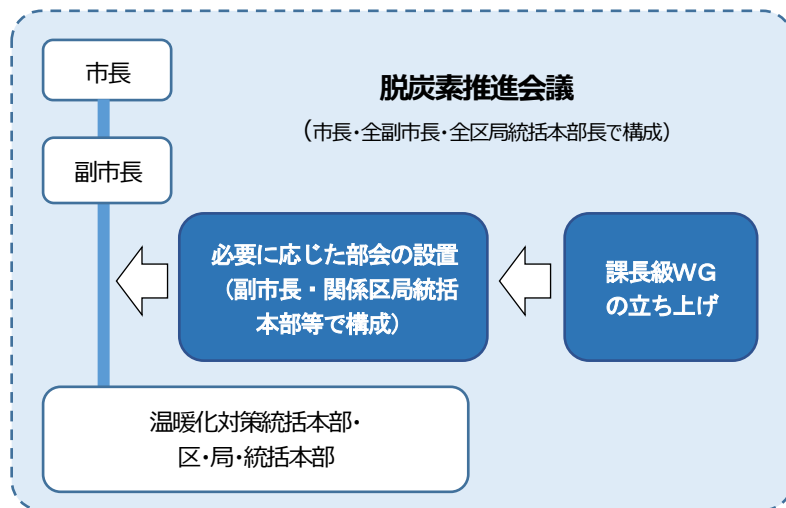 市長
脱炭素推進会議
（市長・全副市長・全区局統括本部長で構成）
副市長
必要に応じた部会の設置
（副市長・関係区局統括
本部等で構成）
課長級WG
の立ち上げ
温暖化対策統括本部・
区・局・統括本部